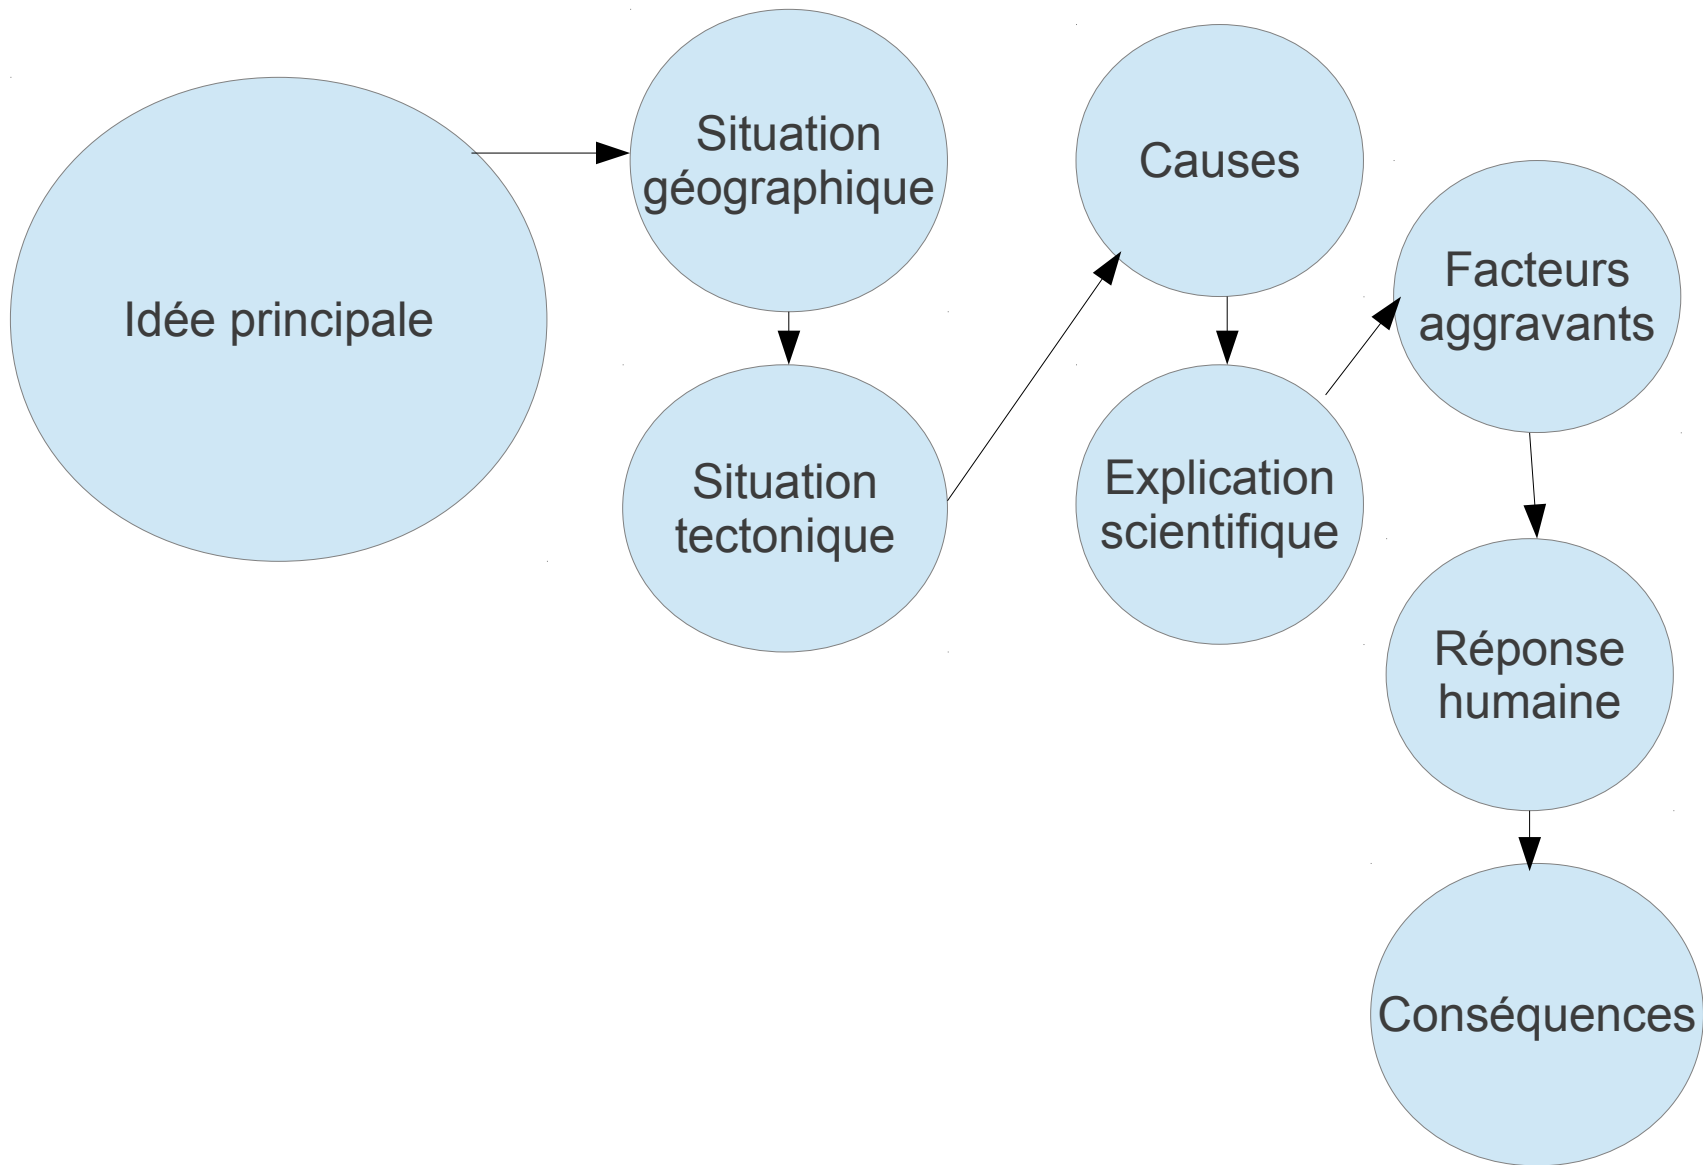 Idée principale
Situation
géographique
Situation
tectonique
Causes
Explication
scientifique
Facteurs
aggravants
Réponse
humaine
Conséquences